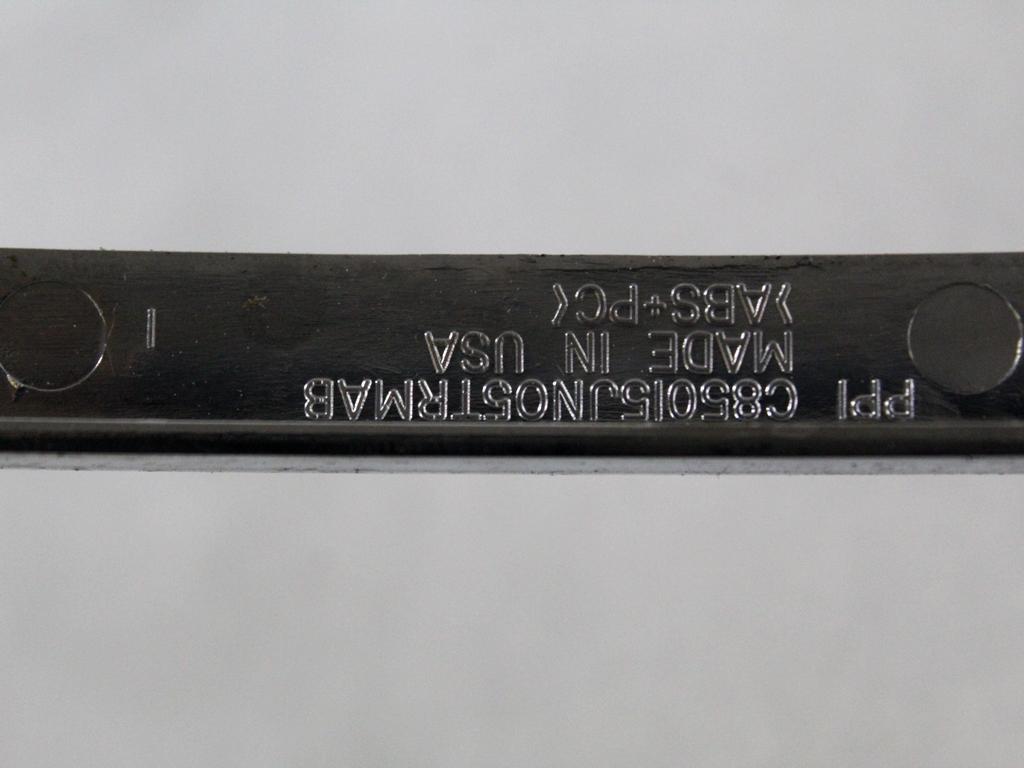 PPI C85015JN05TRMAB
MADE IN USA
>ABS+PC<
I